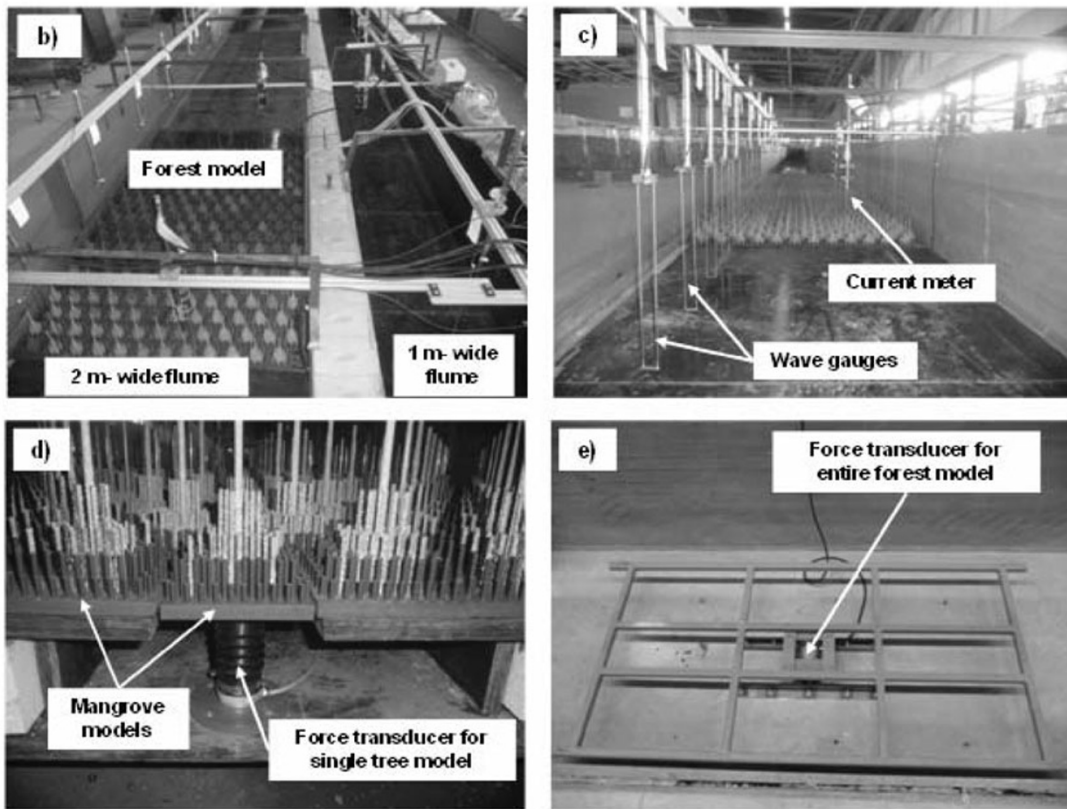 b)
Forest model
2 m- wide flume
1 m- wide
flume
c)
Current meter
Wave gauges
d)
Mangrove
models
Force transducer for
single tree model
e)
Force transducer for
entire forest model